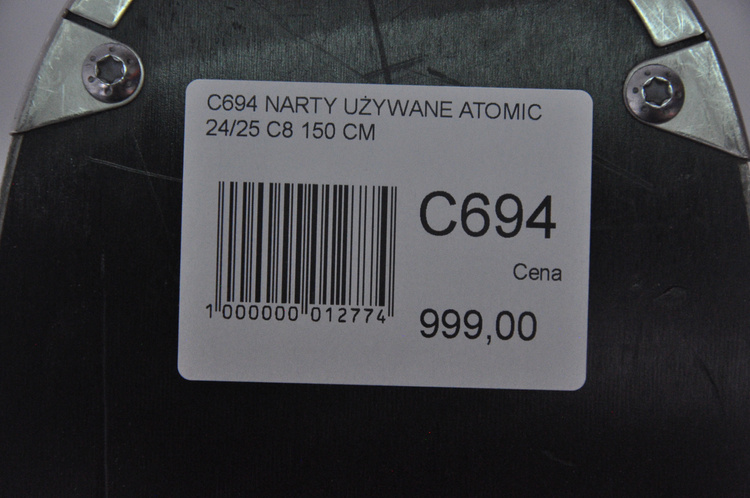 C694 NARTY UŻYWANE ATOMIC
24/25 C8 150 CM
C694
Cena
999,00
1 000000 012774